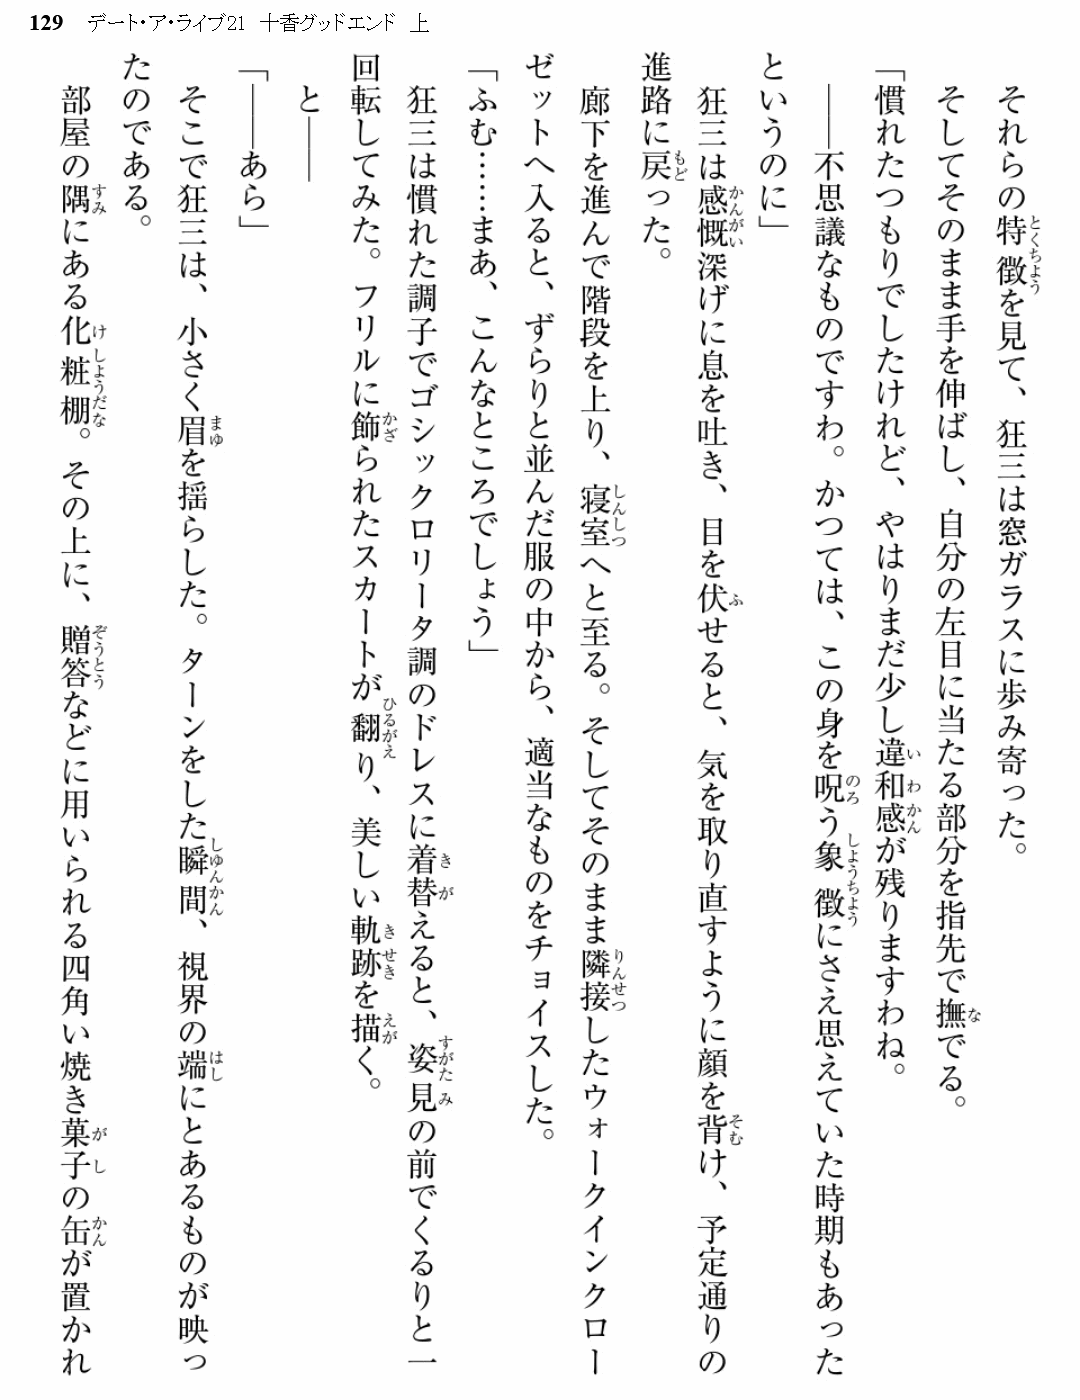 129 デート・ア・ライブ21 十香グッドエンド 上
それらの特徴を見て、狂三は窓ガラスに歩み寄った。
そしてそのまま手を伸ばし、自分の左目に当たる部分を指先で撫でる。
「慣れたつもりでしたけれど、やはりまだ少し違和感が残りますわね。
――不思議なものですわ。かつては、この身を呪う象徴にさえ思えていた時期もあった
というのに」
狂三は感慨深げに息を吐き、目を伏せると、気を取り直すように顔を背け、予定通りの
進路に戻った。
廊下を進んで階段を上り、寝室へと至る。そしてそのまま隣接したウォークインクロー
ゼットへ入ると、ずらりと並んだ服の中から、適当なものをチョイスした。
「ふむ……まあ、こんなところでしょう」
狂三は慣れた調子でゴシックロリータ調のドレスに着替えると、姿見の前でくるりと一
回転してみた。フリルに飾られたスカートが翻り、美しい軌跡を描く。
と――
「――あら」
そこで狂三は、小さく眉を揺らした。ターンをした瞬間、視界の端にとあるものが映っ
たのである。
部屋の隅にある化粧棚。その上に、贈答などに用いられる四角い焼き菓子の缶が置かれ